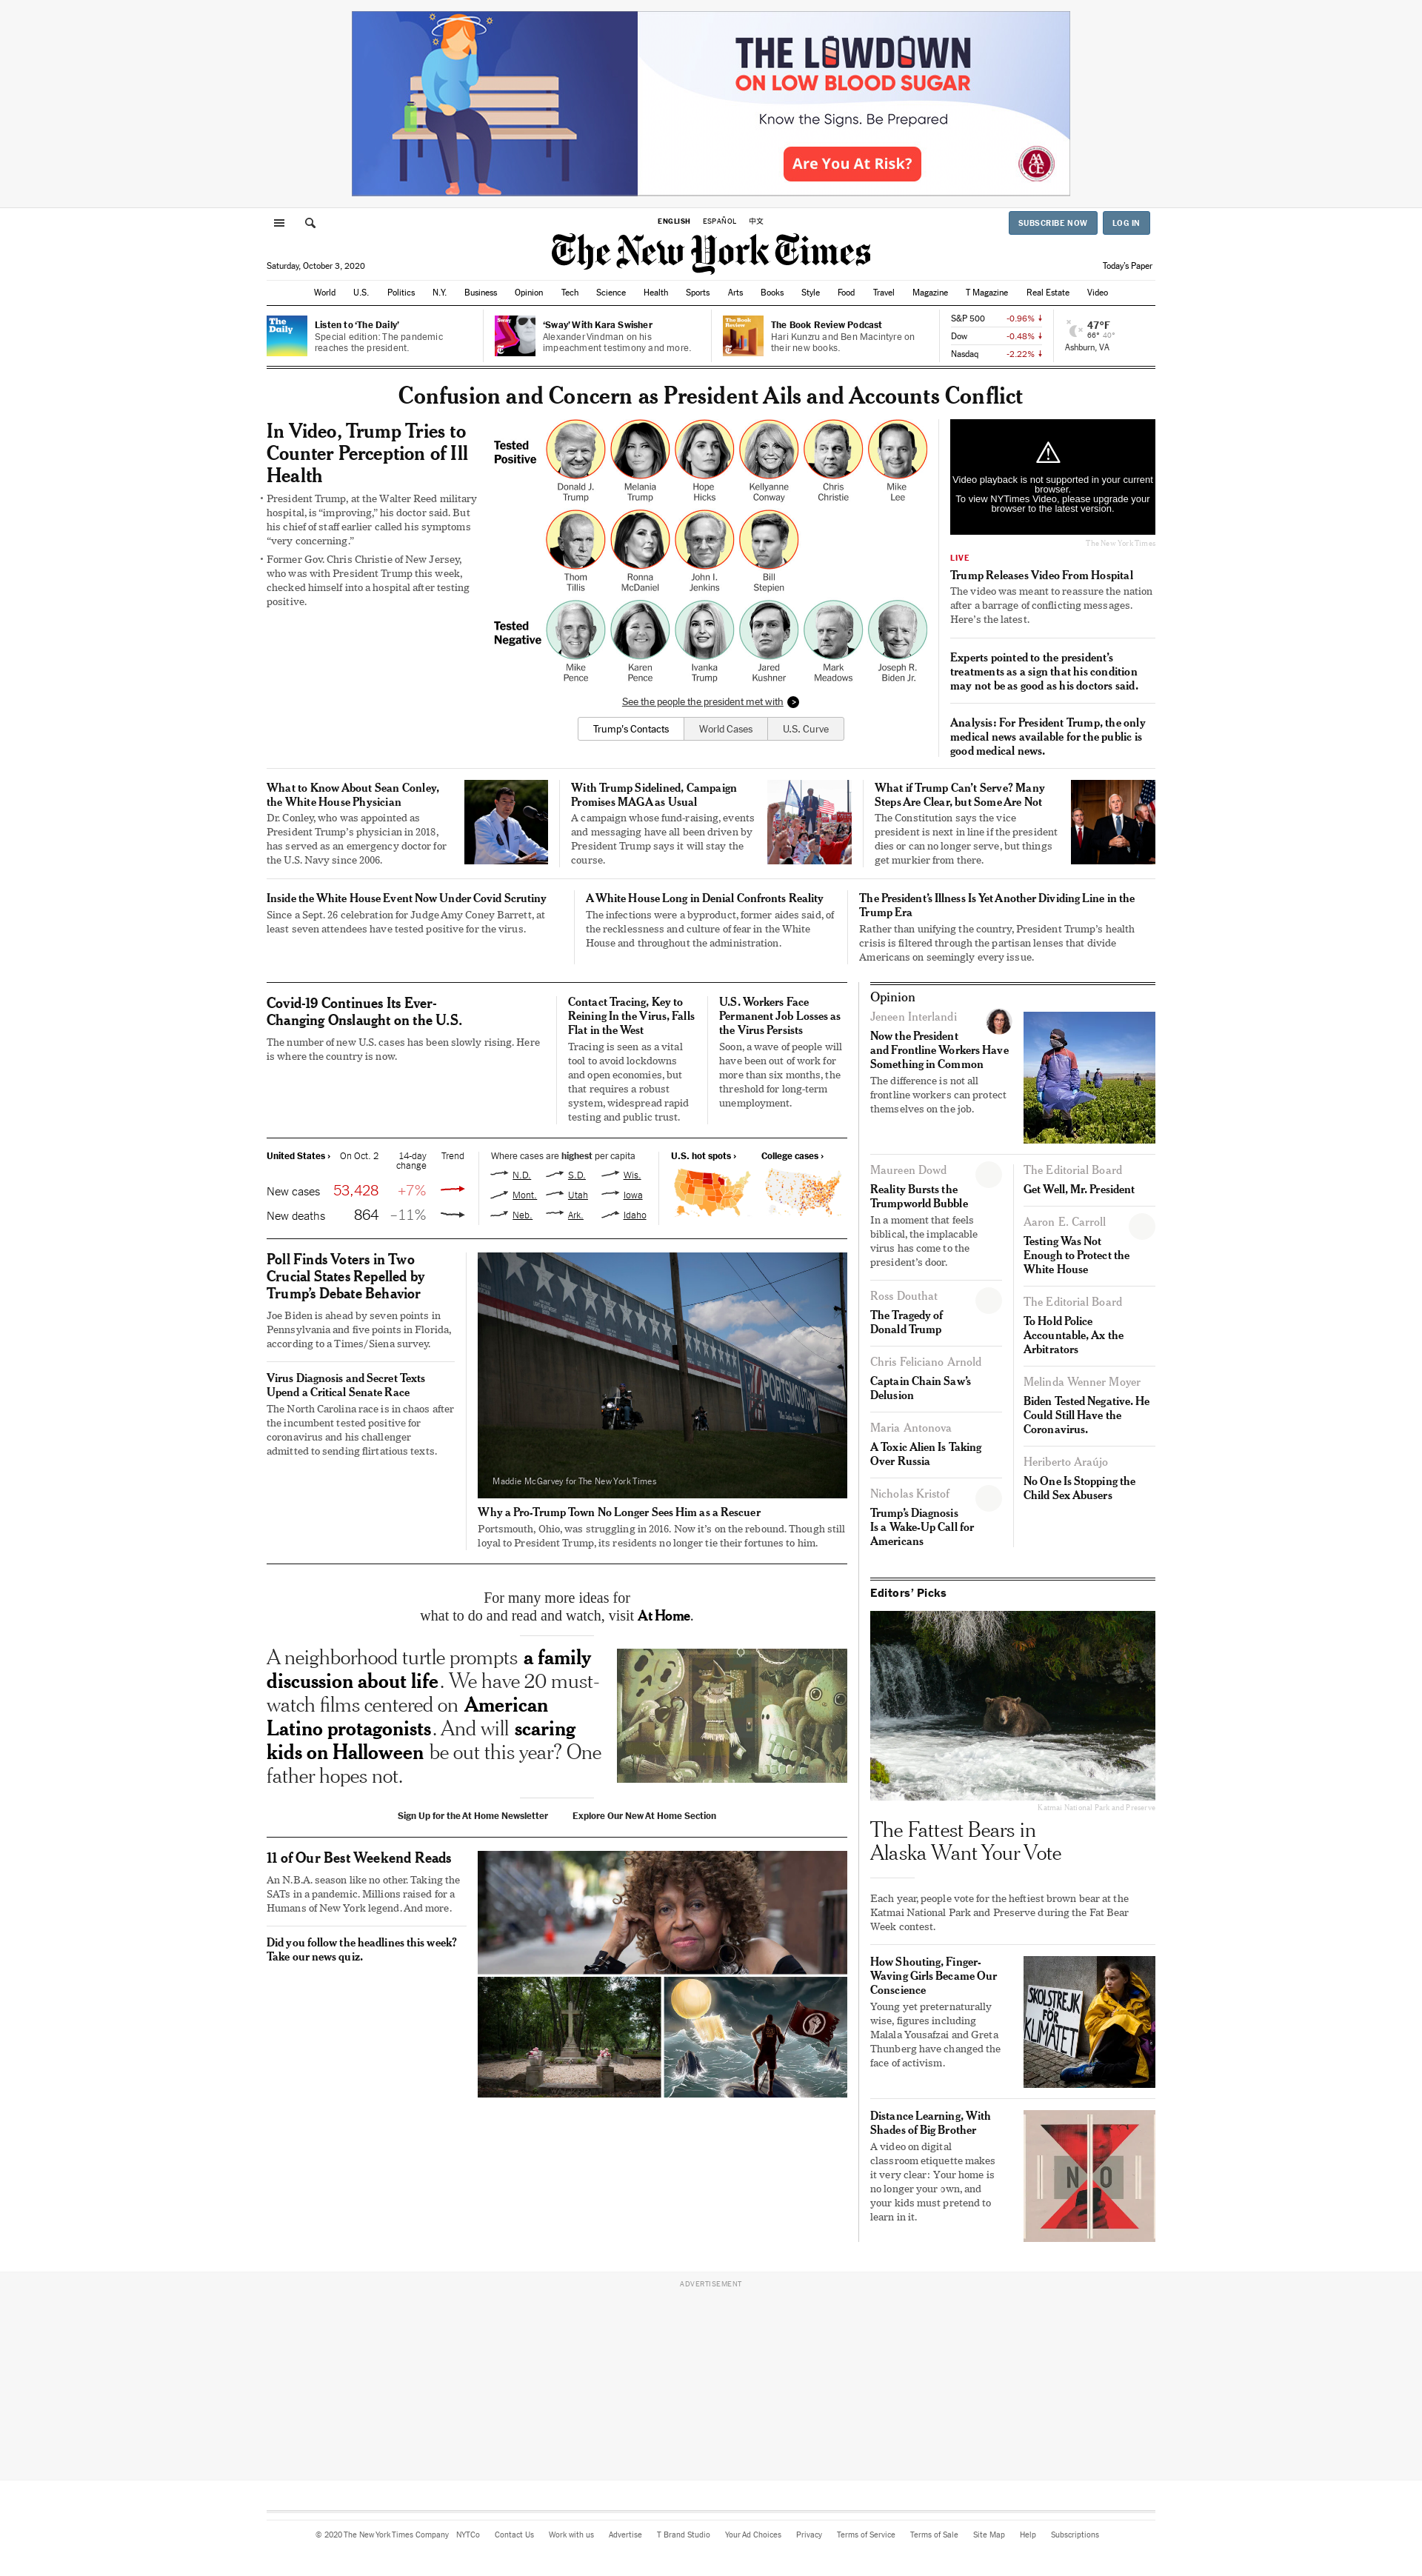 THE LOWDOWN
ON LOW BLOOD SUGAR
Know the Signs. Be Prepared
Are You At Risk?
AACE
ENGLISH
ESPAÑOL
中文
SUBSCRIBE NOW
LOG IN
The New York Times
Saturday, October 3, 2020
Today's Paper
World
U.S.
Politics
N.Y.
Business
Opinion
Tech
Science
Health
Sports
Arts
Books
Style
Food
Travel
Magazine
T Magazine
Real Estate
Video
The
Daily
Listen to ‘The Daily’
Special edition: The pandemic
reaches the president.
Sway
‘Sway’ With Kara Swisher
Alexander Vindman on his
impeachment testimony and more.
The Book
Review
The Book Review Podcast
Hari Kunzru and Ben Macintyre on
their new books.
S&P 500 -0.96%
Dow -0.48%
Nasdaq -2.22%
47°F
66° 40°
Ashburn, VA
Confusion and Concern as President Ails and Accounts Conflict
In Video, Trump Tries to
Counter Perception of Ill
Health
President Trump, at the Walter Reed military
hospital, is “improving,” his doctor said. But
his chief of staff earlier called his symptoms
“very concerning.”
Former Gov. Chris Christie of New Jersey,
who was with President Trump this week,
checked himself into a hospital after testing
positive.
Tested
Positive
Donald J.
Trump
Melania
Trump
Hope
Hicks
Kellyanne
Conway
Chris
Christie
Mike
Lee
Thom
Tillis
Ronna
McDaniel
John I.
Jenkins
Bill
Stepien
Tested
Negative
Mike
Pence
Karen
Pence
Ivanka
Trump
Jared
Kushner
Mark
Meadows
Joseph R.
Biden Jr.
See the people the president met with
Trump's Contacts
World Cases
U.S. Curve
Video playback is not supported in your current
browser.
To view NYTimes Video, please upgrade your
browser to the latest version.
The New York Times
LIVE
Trump Releases Video From Hospital
The video was meant to reassure the nation
after a barrage of conflicting messages.
Here's the latest.
Experts pointed to the president’s
treatments as a sign that his condition
may not be as good as his doctors said.
Analysis: For President Trump, the only
medical news available for the public is
good medical news.
What to Know About Sean Conley,
the White House Physician
Dr. Conley, who was appointed as
President Trump’s physician in 2018,
has served as an emergency doctor for
the U.S. Navy since 2006.
With Trump Sidelined, Campaign
Promises MAGA as Usual
A campaign whose fund-raising, events
and messaging have all been driven by
President Trump says it will stay the
course.
What if Trump Can’t Serve? Many
Steps Are Clear, but Some Are Not
The Constitution says the vice
president is next in line if the president
dies or can no longer serve, but things
get murkier from there.
Inside the White House Event Now Under Covid Scrutiny
Since a Sept. 26 celebration for Judge Amy Coney Barrett, at
least seven attendees have tested positive for the virus.
A White House Long in Denial Confronts Reality
The infections were a byproduct, former aides said, of
the recklessness and culture of fear in the White
House and throughout the administration.
The President’s Illness Is Yet Another Dividing Line in the
Trump Era
Rather than unifying the country, President Trump’s health
crisis is filtered through the partisan lenses that divide
Americans on seemingly every issue.
Covid-19 Continues Its Ever-
Changing Onslaught on the U.S.
The number of new U.S. cases has been slowly rising. Here
is where the country is now.
Contact Tracing, Key to
Reining In the Virus, Falls
Flat in the West
Tracing is seen as a vital
tool to avoid lockdowns
and open economies, but
that requires a robust
system, widespread rapid
testing and public trust.
U.S. Workers Face
Permanent Job Losses as
the Virus Persists
Soon, a wave of people will
have been out of work for
more than six months, the
threshold for long-term
unemployment.
United States › On Oct. 2 14-day
change Trend
New cases 53,428 +7%
New deaths 864 −11%
Where cases are highest per capita
N.D. S.D. Wis.
Mont. Utah Iowa
Neb. Ark. Idaho
U.S. hot spots ›
College cases ›
Poll Finds Voters in Two
Crucial States Repelled by
Trump’s Debate Behavior
Joe Biden is ahead by seven points in
Pennsylvania and five points in Florida,
according to a Times/Siena survey.
Virus Diagnosis and Secret Texts
Upend a Critical Senate Race
The North Carolina race is in chaos after
the incumbent tested positive for
coronavirus and his challenger
admitted to sending flirtatious texts.
PORTSMOUTH
Maddie McGarvey for The New York Times
Why a Pro-Trump Town No Longer Sees Him as a Rescuer
Portsmouth, Ohio, was struggling in 2016. Now it’s on the rebound. Though still
loyal to President Trump, its residents no longer tie their fortunes to him.
For many more ideas for
what to do and read and watch, visit At Home.
A neighborhood turtle prompts a family
discussion about life. We have 20 must-
watch films centered on American
Latino protagonists. And will scaring
kids on Halloween be out this year? One
father hopes not.
Sign Up for the At Home Newsletter
Explore Our New At Home Section
11 of Our Best Weekend Reads
An N.B.A. season like no other. Taking the
SATs in a pandemic. Millions raised for a
Humans of New York legend. And more.
Did you follow the headlines this week?
Take our news quiz.
Opinion
Jeneen Interlandi
Now the President
and Frontline Workers Have
Something in Common
The difference is not all
frontline workers can protect
themselves on the job.
Maureen Dowd
Reality Bursts the
Trumpworld Bubble
In a moment that feels
biblical, the implacable
virus has come to the
president’s door.
Ross Douthat
The Tragedy of
Donald Trump
Chris Feliciano Arnold
Captain Chain Saw’s
Delusion
Maria Antonova
A Toxic Alien Is Taking
Over Russia
Nicholas Kristof
Trump’s Diagnosis
Is a Wake-Up Call for
Americans
The Editorial Board
Get Well, Mr. President
Aaron E. Carroll
Testing Was Not
Enough to Protect the
White House
The Editorial Board
To Hold Police
Accountable, Ax the
Arbitrators
Melinda Wenner Moyer
Biden Tested Negative. He
Could Still Have the
Coronavirus.
Heriberto Araújo
No One Is Stopping the
Child Sex Abusers
Editors’ Picks
Katmai National Park and Preserve
The Fattest Bears in
Alaska Want Your Vote
Each year, people vote for the heftiest brown bear at the
Katmai National Park and Preserve during the Fat Bear
Week contest.
How Shouting, Finger-
Waving Girls Became Our
Conscience
Young yet preternaturally
wise, figures including
Malala Yousafzai and Greta
Thunberg have changed the
face of activism.
SKOLSTREJK
FÖR
KLIMATET
Distance Learning, With
Shades of Big Brother
A video on digital
classroom etiquette makes
it very clear: Your home is
no longer your own, and
your kids must pretend to
learn in it.
NO
ADVERTISEMENT
© 2020 The New York Times Company
NYTCo
Contact Us
Work with us
Advertise
T Brand Studio
Your Ad Choices
Privacy
Terms of Service
Terms of Sale
Site Map
Help
Subscriptions